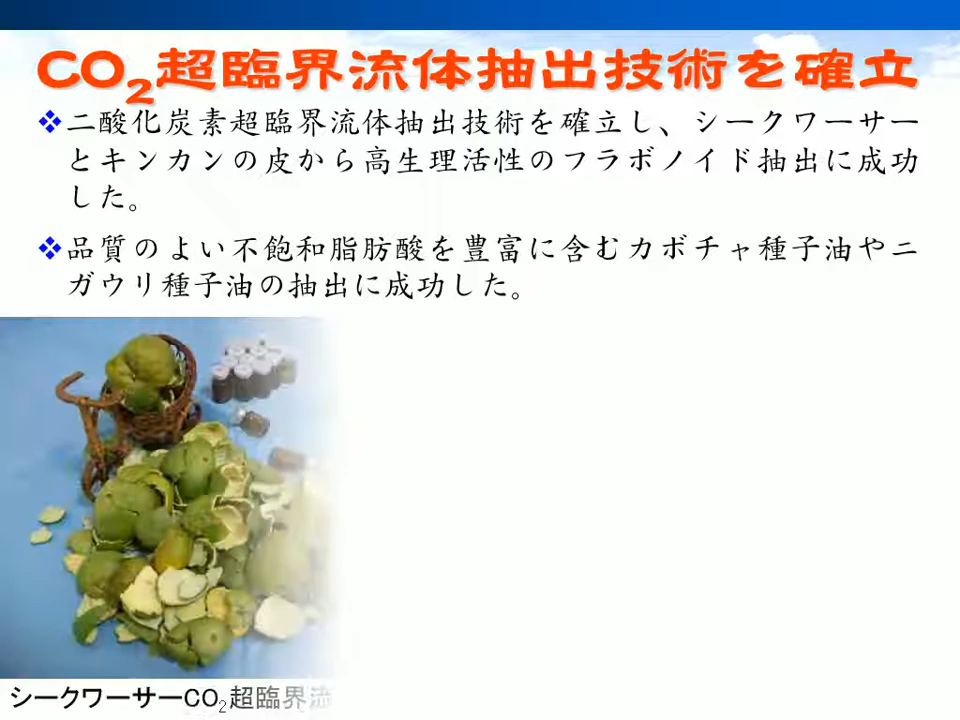 CO₂超臨界流体抽出技術を確立
❖二酸化炭素超臨界流体抽出技術を確立し、シークワーサー
とキンカンの皮から高生理活性のフラボノイド抽出に成功
した。
❖品質のよい不飽和脂肪酸を豊富に含むカボチャ種子油やニ
ガウリ種子油の抽出に成功した。
シークワーサーCO₂超臨界流